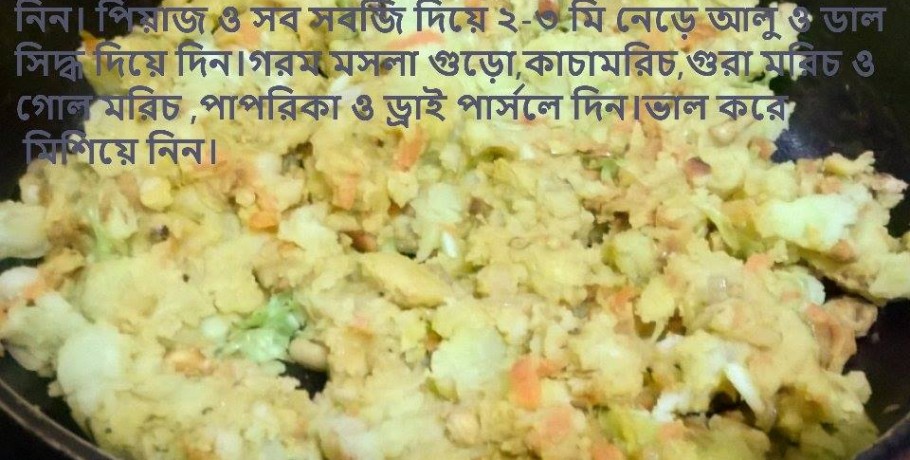 নিন। পিয়াজ ও সব সবজি দিয়ে ২-৩ মি নেড়ে আলু ও ডাল
সিদ্ধ দিয়ে দিন।গরম মসলা গুড়ো,কাচামরিচ,গুরা মরিচ ও
গোল মরিচ ,পাপরিকা ও ড্রাই পার্সলে দিন।ভাল করে
মিশিয়ে নিন।